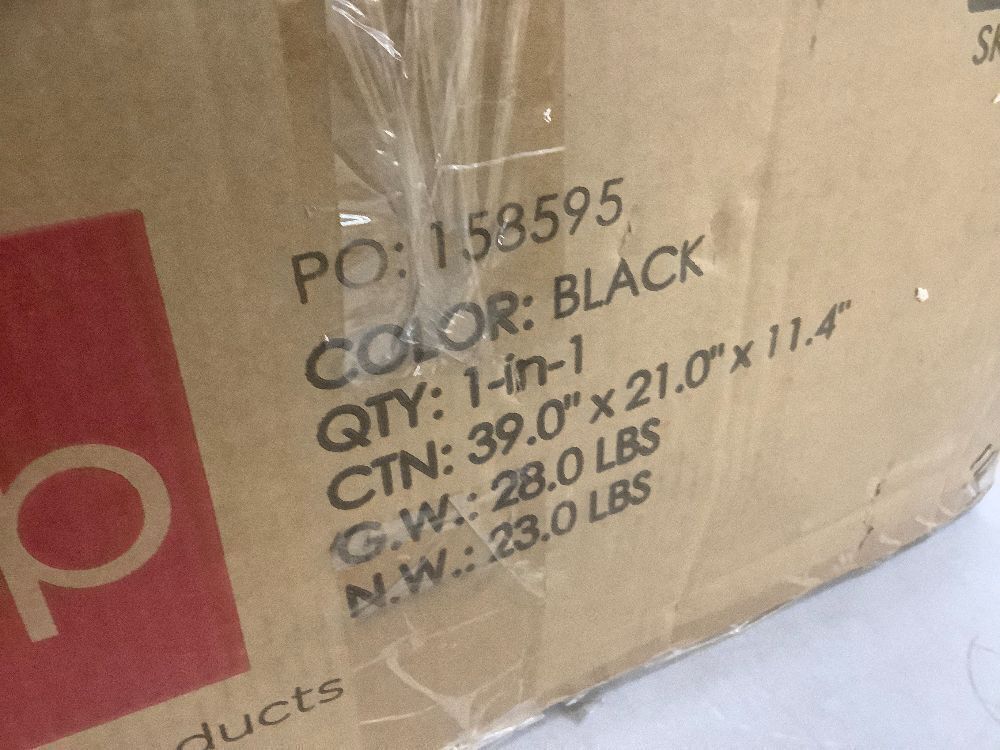 SK
PO: 158595
COLOR: BLACK
QTY: 1-in-1
CTN: 39.0" x 21.0" x 11.4"
G.W.: 28.0 LBS
N.W.: 23.0 LBS
p
ducts